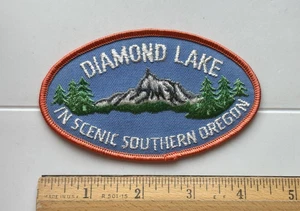 DIAMOND LAKE
IN SCENIC SOUTHERN OREGON
1 2 3 4 5